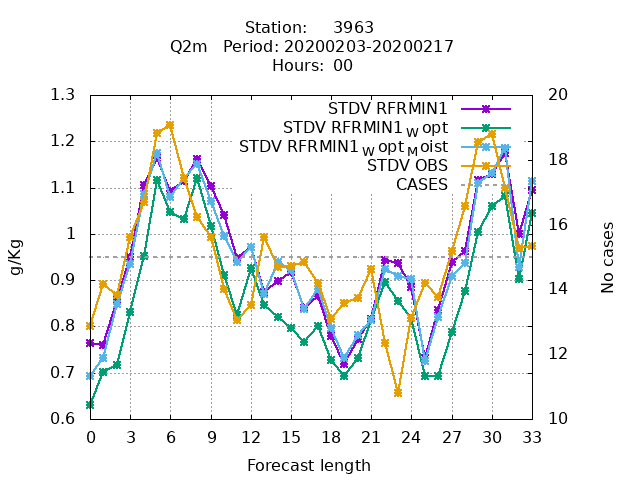 Station: 3963
Q2m Period: 20200203-20200217
Hours: 00
1.3
1.2
1.1
1
0.9
0.8
0.7
0.6
g/Kg
STDV RFRMIN1
STDV RFRMIN1_W opt
STDV RFRMIN1_W opt_M oist
STDV OBS
CASES
20
18
16
14
12
10
No cases
0 3 6 9 12 15 18 21 24 27 30 33
Forecast length